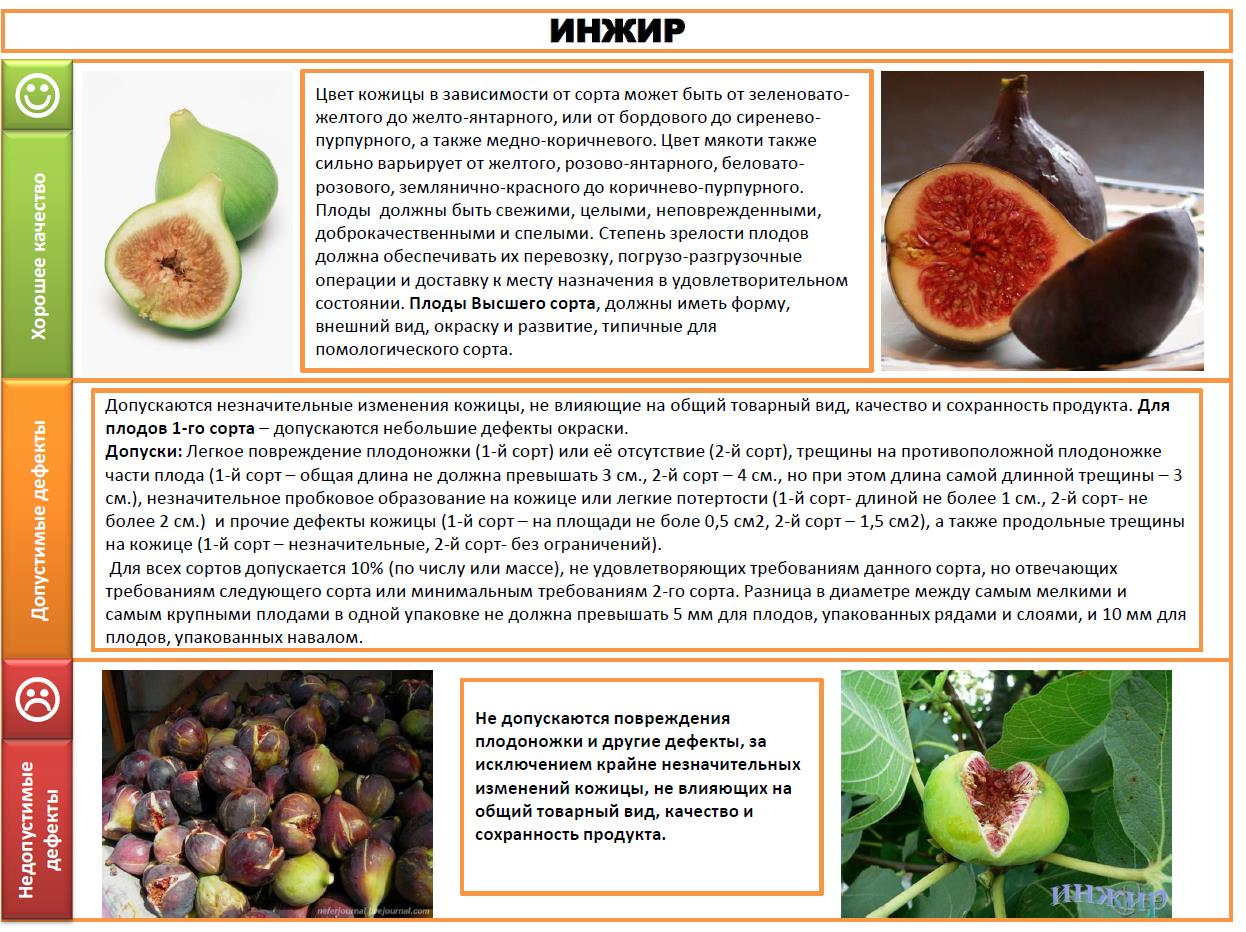 ИНЖИР
Хорошее качество
Цвет кожицы в зависимости от сорта может быть от зеленовато-
желтого до желто-янтарного, или от бордового до сиренево-
пурпурного, а также медно-коричневого. Цвет мякоти также
сильно варьирует от желтого, розово-янтарного, беловато-
розового, землянично-красного до коричнево-пурпурного.
Плоды должны быть свежими, целыми, неповрежденными,
доброкачественными и спелыми. Степень зрелости плодов
должна обеспечивать их перевозку, погрузо-разгрузочные
операции и доставку к месту назначения в удовлетворительном
состоянии. Плоды Высшего сорта, должны иметь форму,
внешний вид, окраску и развитие, типичные для
помологического сорта.
Допустимые дефекты
Допускаются незначительные изменения кожицы, не влияющие на общий товарный вид, качество и сохранность продукта. Для
плодов 1-го сорта – допускаются небольшие дефекты окраски.
Допуски: Легкое повреждение плодоножки (1-й сорт) или её отсутствие (2-й сорт), трещины на противоположной плодоножке
части плода (1-й сорт – общая длина не должна превышать 3 см., 2-й сорт – 4 см., но при этом длина самой длинной трещины – 3
см.), незначительное пробковое образование на кожице или легкие потертости (1-й сорт- длиной не более 1 см., 2-й сорт- не
более 2 см.) и прочие дефекты кожицы (1-й сорт – на площади не боле 0,5 см2, 2-й сорт – 1,5 см2), а также продольные трещины
на кожице (1-й сорт – незначительные, 2-й сорт- без ограничений).
Для всех сортов допускается 10% (по числу или массе), не удовлетворяющих требованиям данного сорта, но отвечающих
требованиям следующего сорта или минимальным требованиям 2-го сорта. Разница в диаметре между самым мелкими и
самым крупными плодами в одной упаковке не должна превышать 5 мм для плодов, упакованных рядами и слоями, и 10 мм для
плодов, упакованных навалом.
Недопустимые
дефекты
neferjournal.livejournal.com
Не допускаются повреждения
плодоножки и другие дефекты, за
исключением крайне незначительных
изменений кожицы, не влияющих на
общий товарный вид, качество и
сохранность продукта.
ИНЖИР